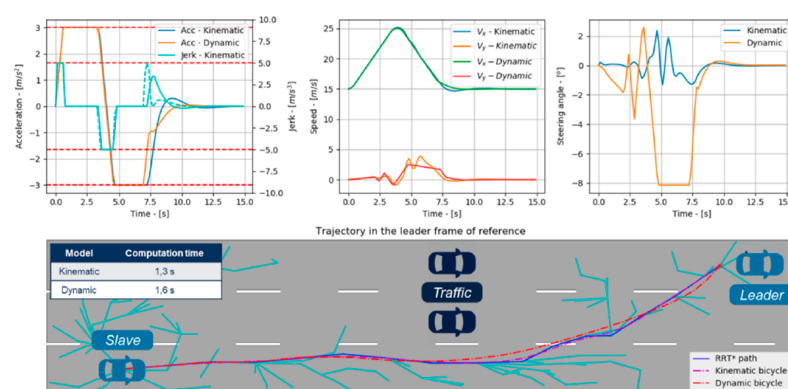 Acc - Kinematic
Acc - Dynamic
Jerk - Kinematic
Acceleration - [m/s²]
3
2
1
0
−1
−2
−3
10.0
7.5
5.0
2.5
0.0
−2.5
−5.0
−7.5
−10.0
Jerk - [m/s³]
0.0 2.5 5.0 7.5 10.0 12.5 15.0
Time - [s]
Vx - Kinematic
Vy − Kinematic
Vx − Dynamic
Vy − Dynamic
Speed - [m/s]
25
20
15
10
5
0
0.0 2.5 5.0 7.5 10.0 12.5 15.0
Time - [s]
Kinematic
Dynamic
Steering angle - [°]
2
0
−2
−4
−6
−8
0.0 2.5 5.0 7.5 10.0 12.5 15.0
Time - [s]
Trajectory in the leader frame of reference
Model Computation time
Kinematic 1,3 s
Dynamic 1,6 s
Traffic
Leader
Slave
RRT* path
Kinematic bicycle
Dynamic bicycle